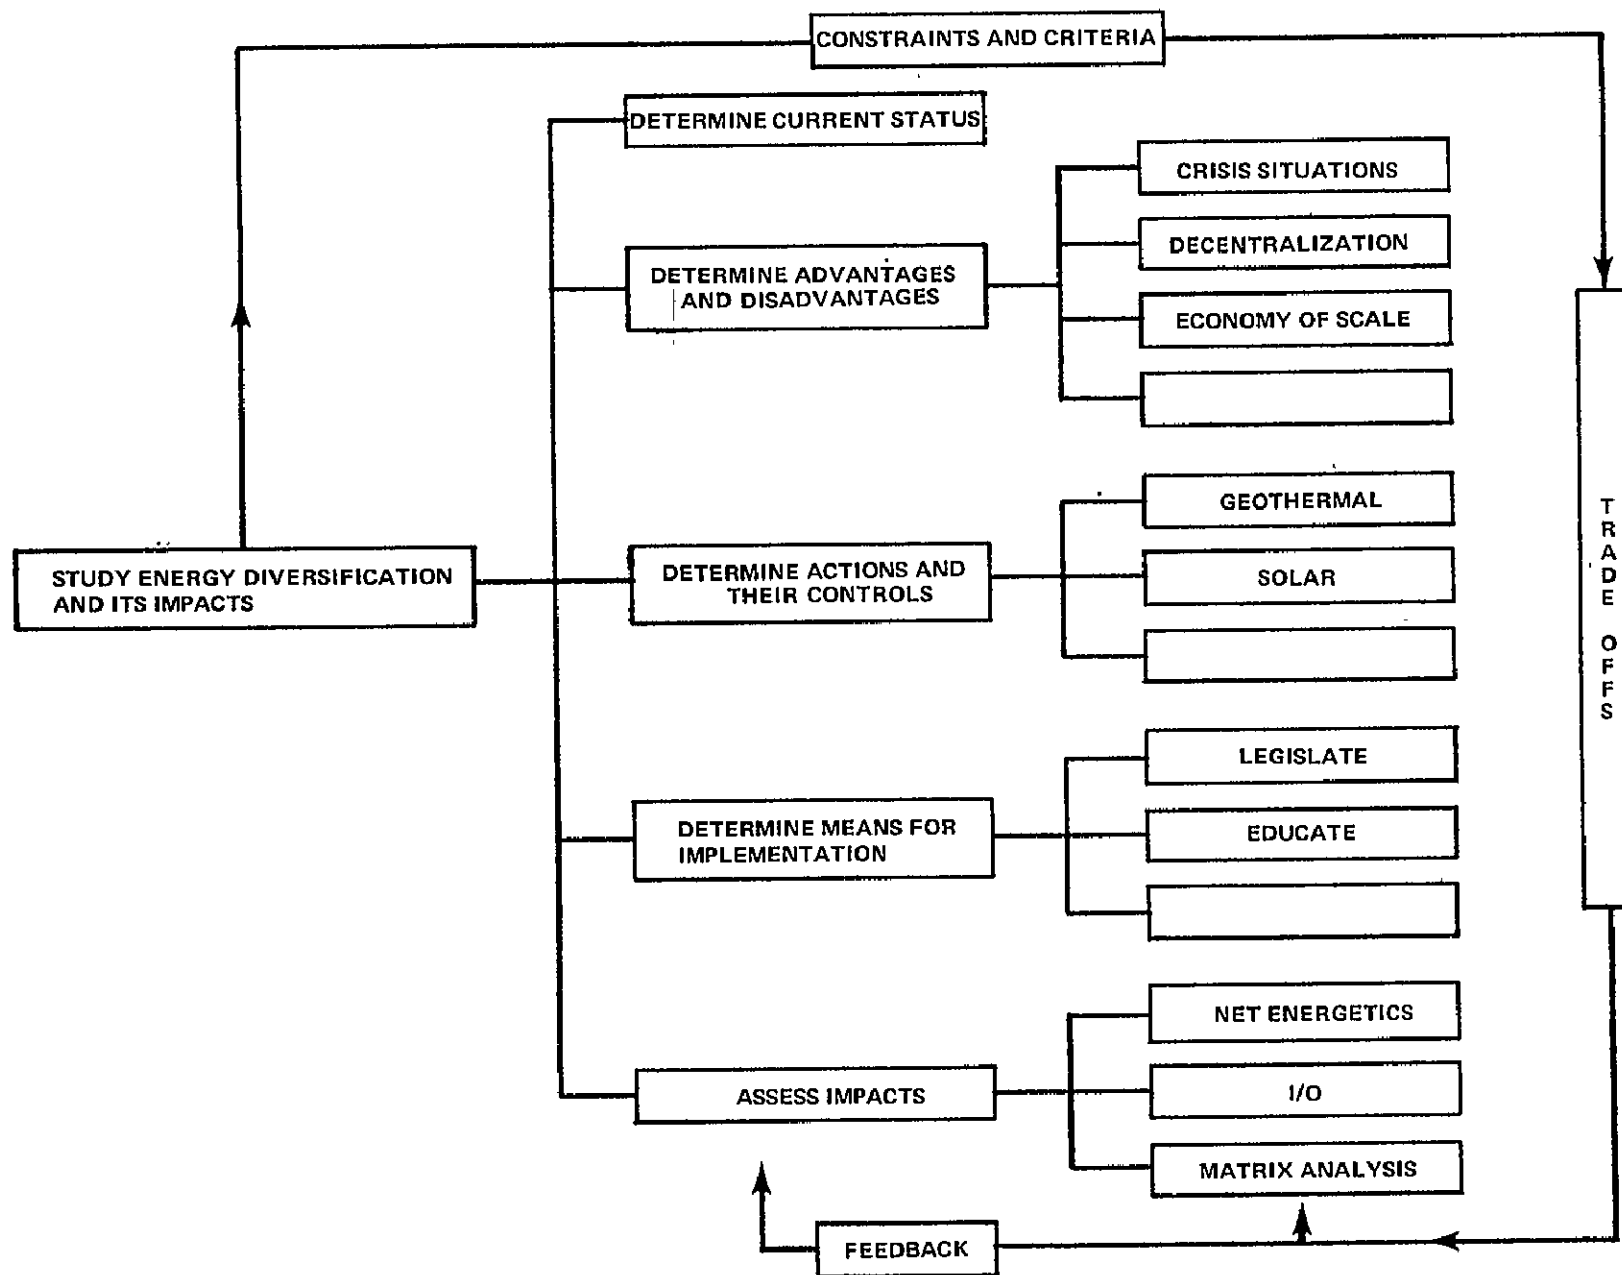 CONSTRAINTS AND CRITERIA
DETERMINE CURRENT STATUS
CRISIS SITUATIONS
DECENTRALIZATION
DETERMINE ADVANTAGES
AND DISADVANTAGES
ECONOMY OF SCALE
GEOTHERMAL
STUDY ENERGY DIVERSIFICATION
AND ITS IMPACTS
DETERMINE ACTIONS AND
THEIR CONTROLS
SOLAR
TRADE OFFS
LEGISLATE
DETERMINE MEANS FOR
IMPLEMENTATION
EDUCATE
NET ENERGETICS
ASSESS IMPACTS
I/O
MATRIX ANALYSIS
FEEDBACK